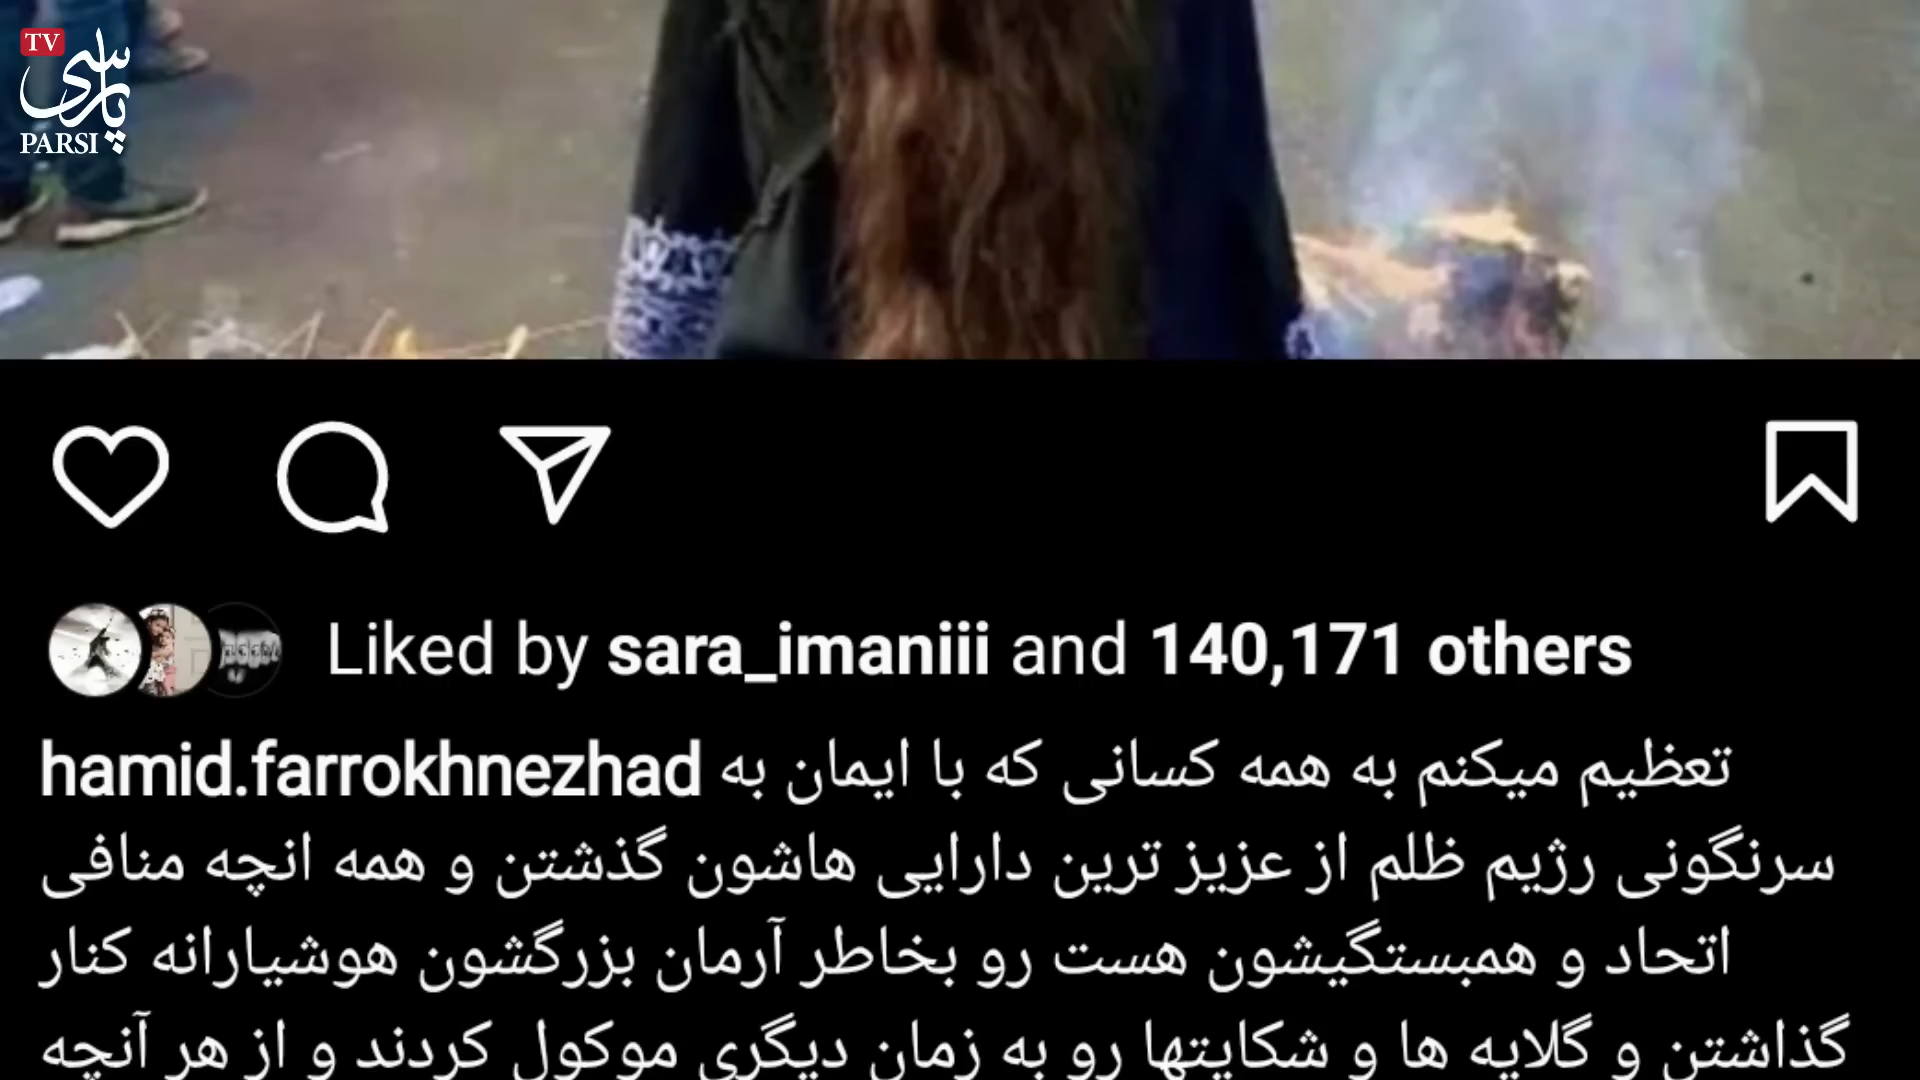 TV
پارسی
PARSI
Liked by sara_imaniii and 140,171 others
hamid.farrokhnezhad تعظیم میکنم به همه کسانی که با ایمان به
سرنگونی رژیم ظلم از عزیز ترین دارایی هاشون گذشتن و همه انچه منافی
اتحاد و همبستگیشون هست رو بخاطر آرمان بزرگشون هوشیارانه کنار
گذاشتن و گلایه ها و شکایتها رو به زمان دیگری موکول کردند و از هر آنچه